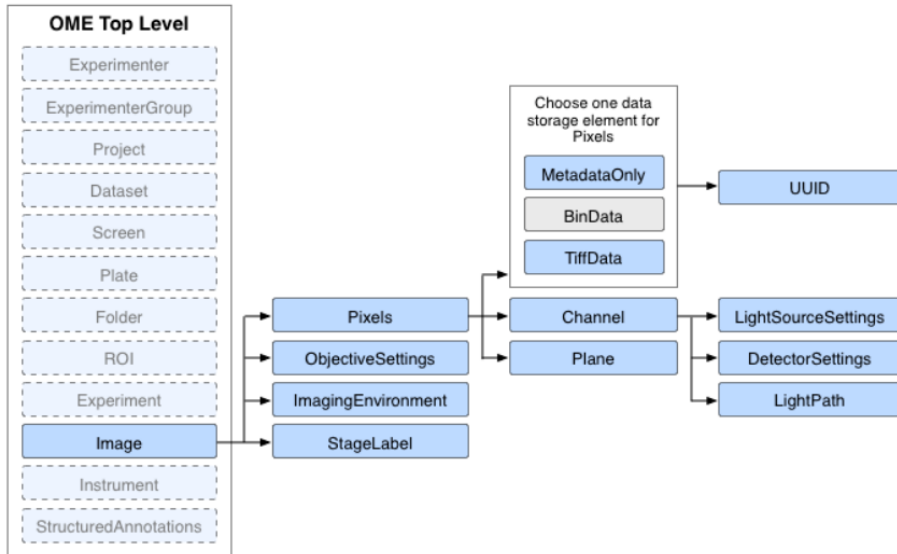 OME Top Level
Experimenter
ExperimenterGroup
Project
Dataset
Screen
Plate
Folder
ROI
Experiment
Image
Instrument
StructuredAnnotations
Pixels
ObjectiveSettings
ImagingEnvironment
StageLabel
Choose one data
storage element for
Pixels
MetadataOnly
BinData
TiffData
Channel
Plane
UUID
LightSourceSettings
DetectorSettings
LightPath